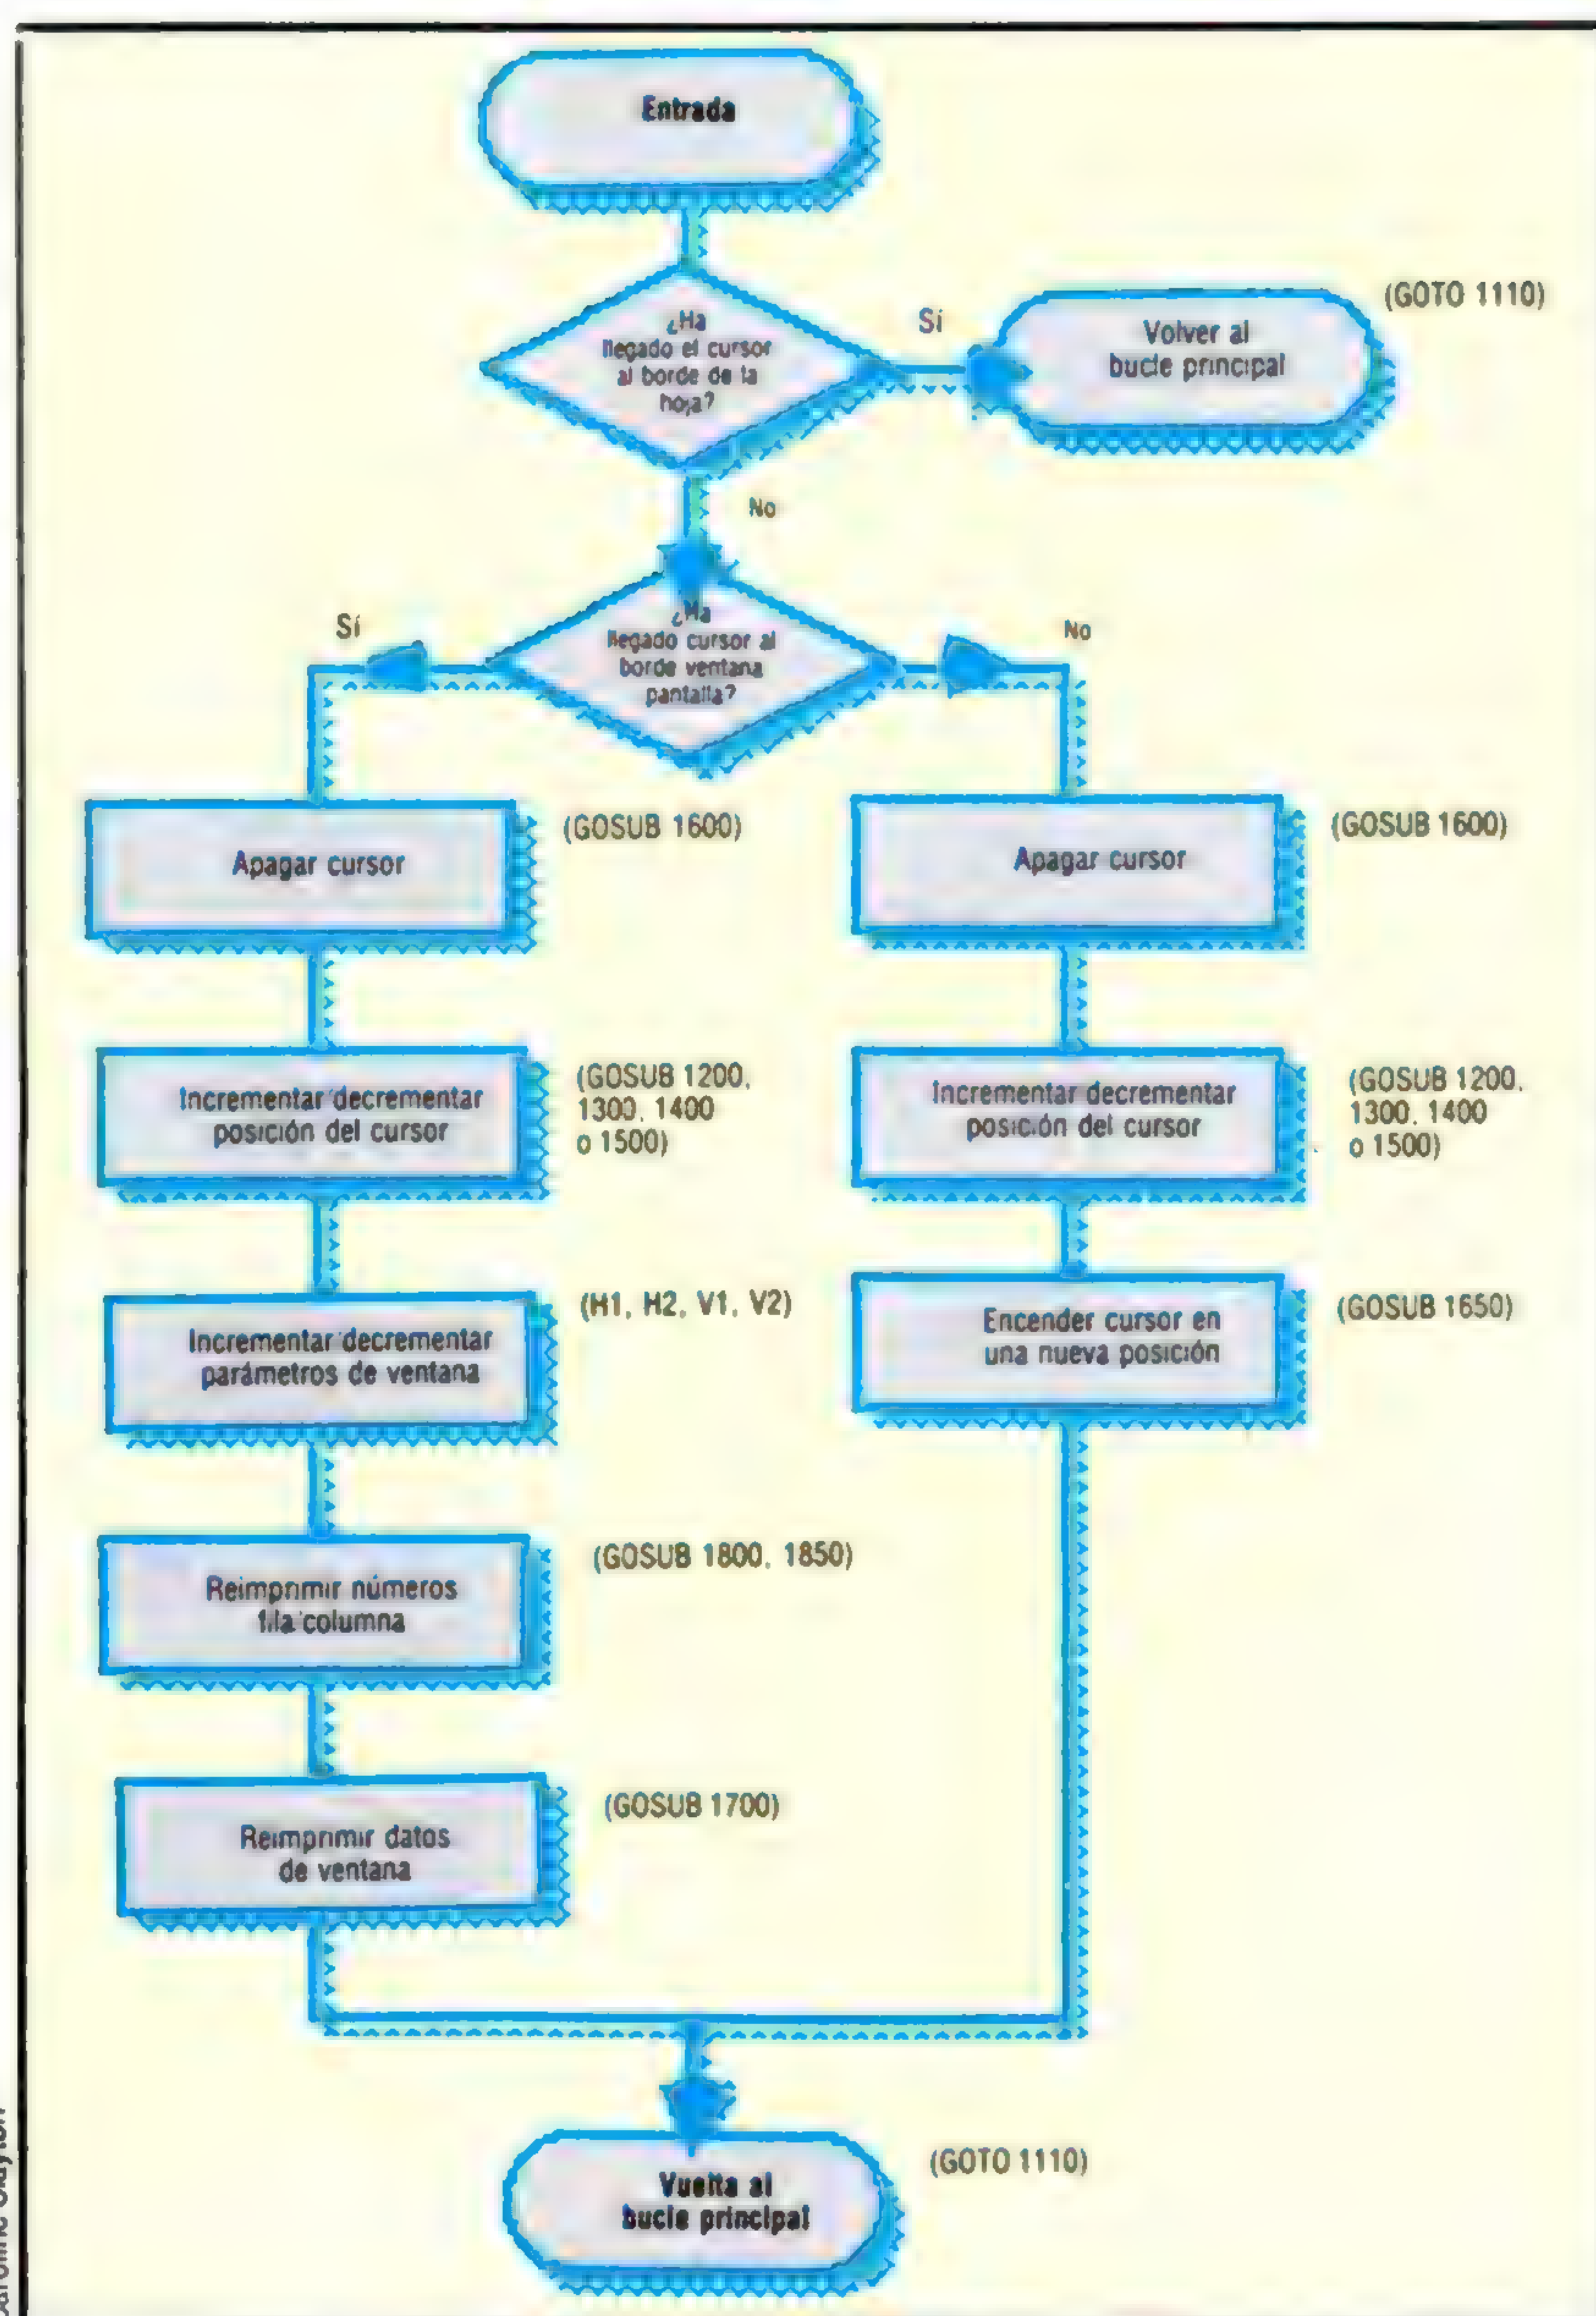 Entrada
¿Ha
llegado el cursor
al borde de la
hoja?
Sí
Volver al
bucle principal
(GOTO 1110)
No
¿Ha
llegado cursor al
borde ventana
pantalla?
Sí
No
Apagar cursor
(GOSUB 1600)
Apagar cursor
(GOSUB 1600)
Incrementar/decrementar
posición del cursor
(GOSUB 1200,
1300, 1400
o 1500)
Incrementar/decrementar
posición del cursor
(GOSUB 1200,
1300, 1400
o 1500)
Incrementar/decrementar
parámetros de ventana
(H1, H2, V1, V2)
Encender cursor en
una nueva posición
(GOSUB 1650)
Reimprimir números
fila/columna
(GOSUB 1800, 1850)
Reimprimir datos
de ventana
(GOSUB 1700)
Vuelta al
bucle principal
(GOTO 1110)